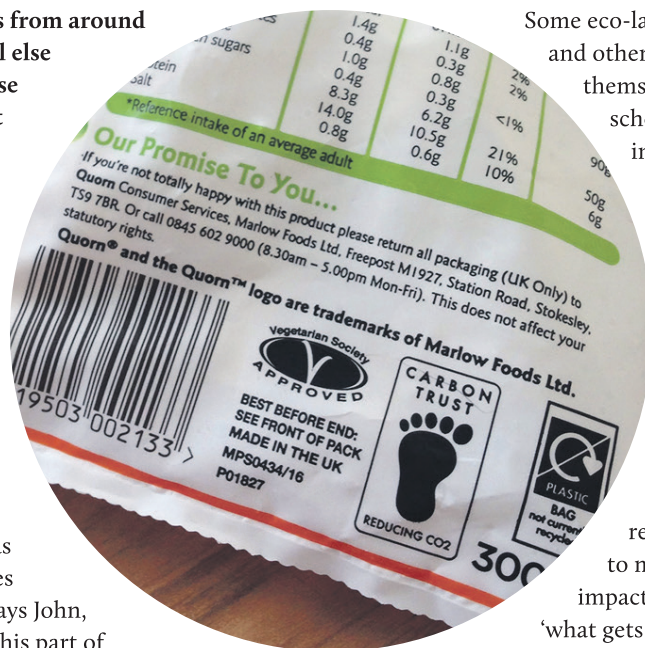 s from around
l else
se
t
Some eco-la
and other
thems
sch
in
1.4g
0.4g
1.0g
0.4g
8.3g
14.0g
0.8g
1.1g
0.3g
0.8g
0.3g
6.2g
10.5g
0.6g
2%
2%
<1%
21%
10%
90g
50g
6g
sugars
*Reference intake of an average adult
Our Promise To You...
If you're not totally happy with this product please return all packaging (UK Only) to
Quorn Consumer Services, Marlow Foods Ltd, Freepost M1927, Station Road, Stokesley,
TS9 7BR. Or call 0845 602 9000 (8.30am – 5.00pm Mon-Fri). This does not affect your
statutory rights.
Quorn® and the Quorn™ logo are trademarks of Marlow Foods Ltd.
19503 002133 >
Vegetarian Society
APPROVED
BEST BEFORE END:
SEE FRONT OF PACK
MADE IN THE UK
MPS0434/16
P01827
CARBON
TRUST
REDUCING CO2
PLASTIC
BAG
not curren
recycle
300
s
es
ays John,
his part of
re
to m
impact
‘what gets